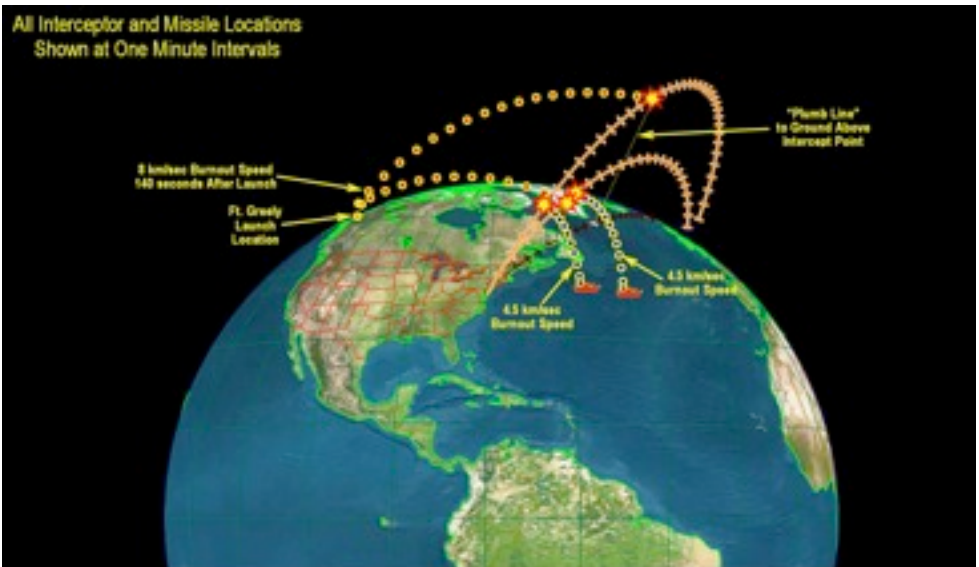 All Interceptor and Missile Locations
Shown at One Minute Intervals
"Plumb Line"
to Ground Above
Intercept Point
8 km/sec Burnout Speed
140 seconds After Launch
Ft. Greely
Launch
Location
4.5 km/sec
Burnout Speed
4.5 km/sec
Burnout Speed